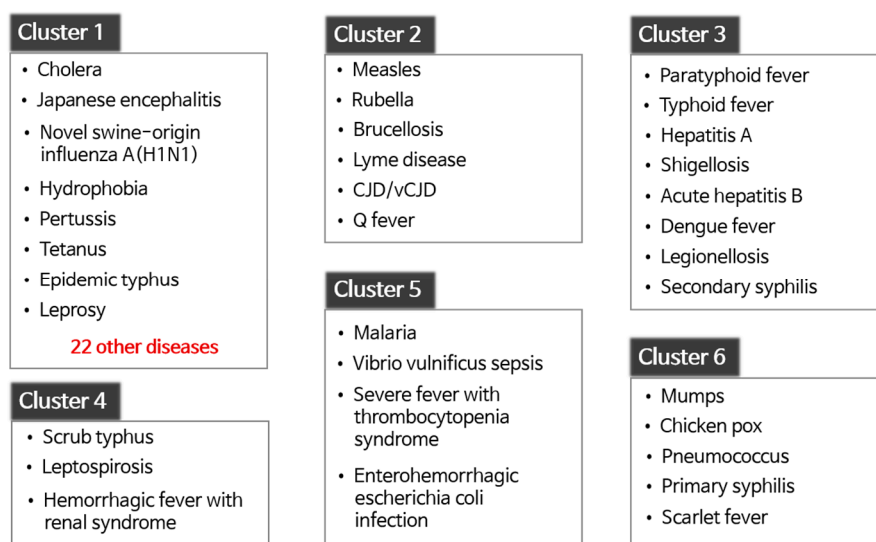 Cluster 1
• Cholera
• Japanese encephalitis
• Novel swine-origin
influenza A(H1N1)
• Hydrophobia
• Pertussis
• Tetanus
• Epidemic typhus
• Leprosy
22 other diseases
Cluster 2
• Measles
• Rubella
• Brucellosis
• Lyme disease
• CJD/vCJD
• Q fever
Cluster 3
• Paratyphoid fever
• Typhoid fever
• Hepatitis A
• Shigellosis
• Acute hepatitis B
• Dengue fever
• Legionellosis
• Secondary syphilis
Cluster 4
• Scrub typhus
• Leptospirosis
• Hemorrhagic fever with
renal syndrome
Cluster 5
• Malaria
• Vibrio vulnificus sepsis
• Severe fever with
thrombocytopenia
syndrome
• Enterohemorrhagic
escherichia coli
infection
Cluster 6
• Mumps
• Chicken pox
• Pneumococcus
• Primary syphilis
• Scarlet fever